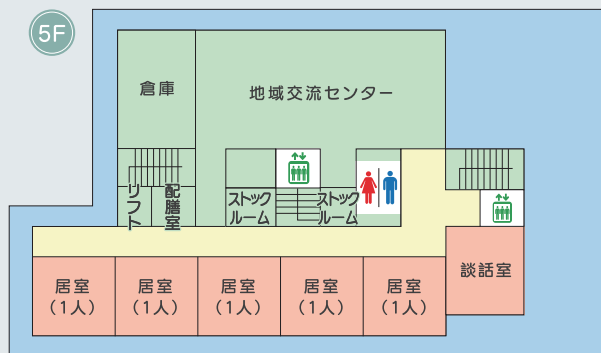 5F
倉庫
地域交流センター
リフト
配膳室
ストック
ルーム
ストック
ルーム
居室
（1人）
居室
（1人）
居室
（1人）
居室
（1人）
居室
（1人）
談話室